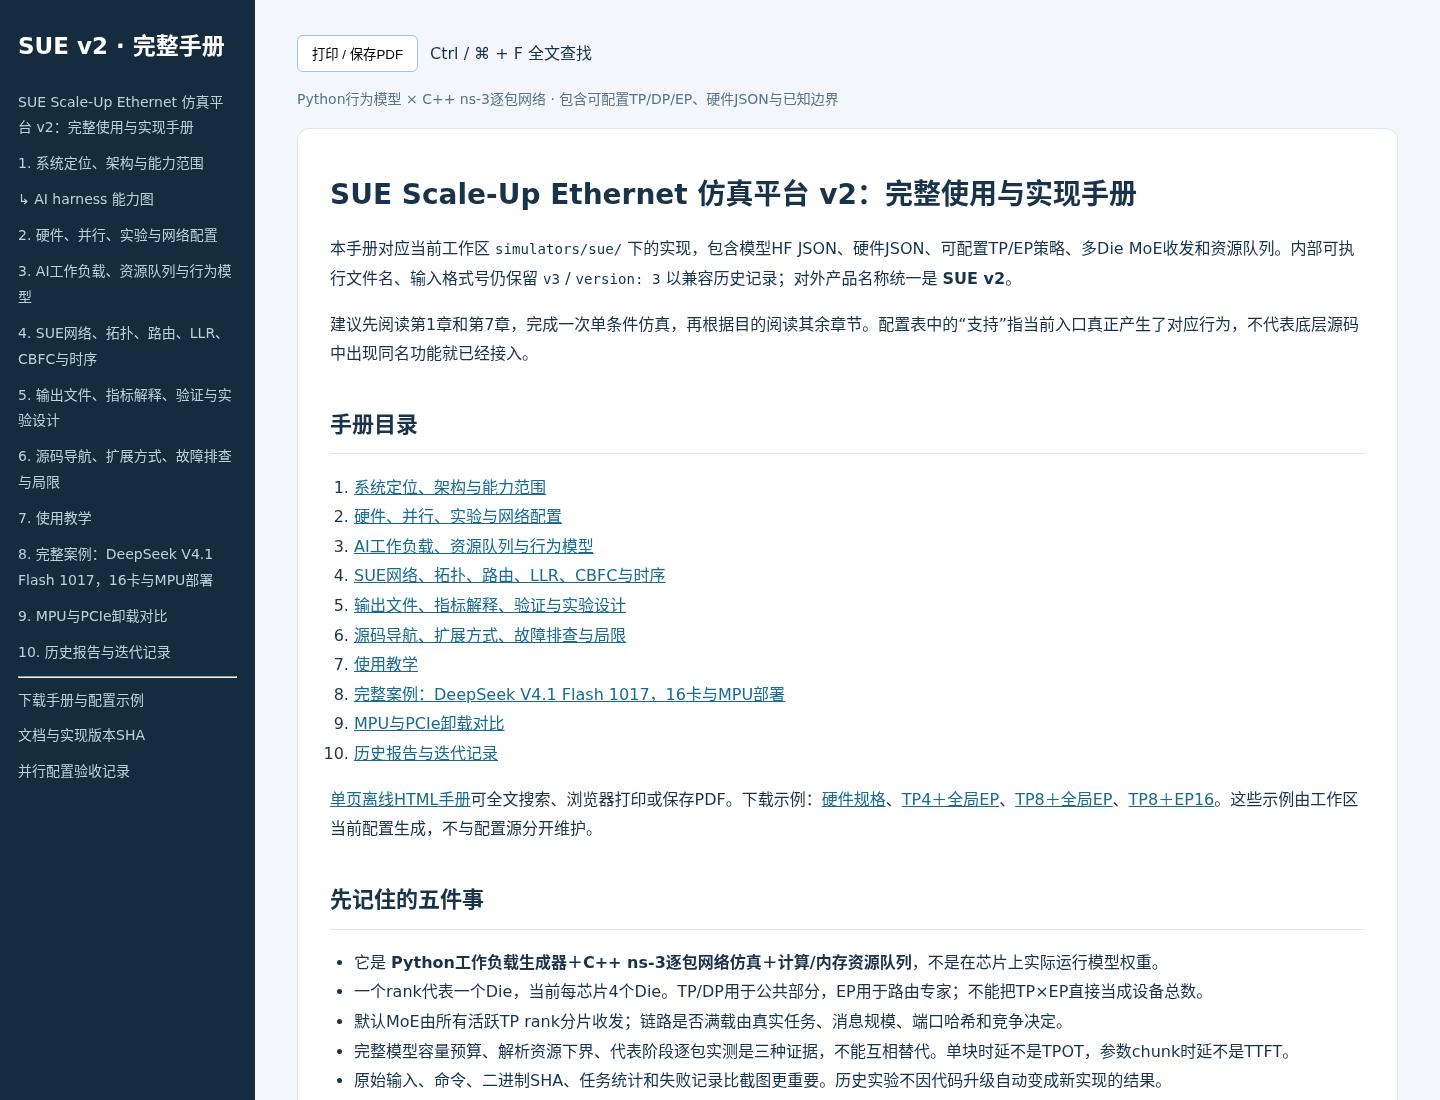 SUE v2 · 完整手册
SUE Scale-Up Ethernet 仿真平
台 v2：完整使用与实现手册
1. 系统定位、架构与能力范围
↳ AI harness 能力图
2. 硬件、并行、实验与网络配置
3. AI工作负载、资源队列与行为模
型
4. SUE网络、拓扑、路由、LLR、
CBFC与时序
5. 输出文件、指标解释、验证与实
验设计
6. 源码导航、扩展方式、故障排查
与局限
7. 使用教学
8. 完整案例：DeepSeek V4.1
Flash 1017，16卡与MPU部署
9. MPU与PCIe卸载对比
10. 历史报告与迭代记录
下载手册与配置示例
文档与实现版本SHA
并行配置验收记录
打印 / 保存PDF Ctrl / ⌘ + F 全文查找
Python行为模型 × C++ ns-3逐包网络 · 包含可配置TP/DP/EP、硬件JSON与已知边界
SUE Scale-Up Ethernet 仿真平台 v2：完整使用与实现手册
本手册对应当前工作区 simulators/sue/ 下的实现，包含模型HF JSON、硬件JSON、可配置TP/EP策略、多Die MoE收发和资源队列。内部可执
行文件名、输入格式号仍保留 v3 / version: 3 以兼容历史记录；对外产品名称统一是 SUE v2。
建议先阅读第1章和第7章，完成一次单条件仿真，再根据目的阅读其余章节。配置表中的“支持”指当前入口真正产生了对应行为，不代表底层源码
中出现同名功能就已经接入。
手册目录
1. 系统定位、架构与能力范围
2. 硬件、并行、实验与网络配置
3. AI工作负载、资源队列与行为模型
4. SUE网络、拓扑、路由、LLR、CBFC与时序
5. 输出文件、指标解释、验证与实验设计
6. 源码导航、扩展方式、故障排查与局限
7. 使用教学
8. 完整案例：DeepSeek V4.1 Flash 1017，16卡与MPU部署
9. MPU与PCIe卸载对比
10. 历史报告与迭代记录
单页离线HTML手册可全文搜索、浏览器打印或保存PDF。下载示例：硬件规格、TP4＋全局EP、TP8＋全局EP、TP8＋EP16。这些示例由工作区
当前配置生成，不与配置源分开维护。
先记住的五件事
• 它是 Python工作负载生成器＋C++ ns-3逐包网络仿真＋计算/内存资源队列，不是在芯片上实际运行模型权重。
• 一个rank代表一个Die，当前每芯片4个Die。TP/DP用于公共部分，EP用于路由专家；不能把TP×EP直接当成设备总数。
• 默认MoE由所有活跃TP rank分片收发；链路是否满载由真实任务、消息规模、端口哈希和竞争决定。
• 完整模型容量预算、解析资源下界、代表阶段逐包实测是三种证据，不能互相替代。单块时延不是TPOT，参数chunk时延不是TTFT。
• 原始输入、命令、二进制SHA、任务统计和失败记录比截图更重要。历史实验不因代码升级自动变成新实现的结果。